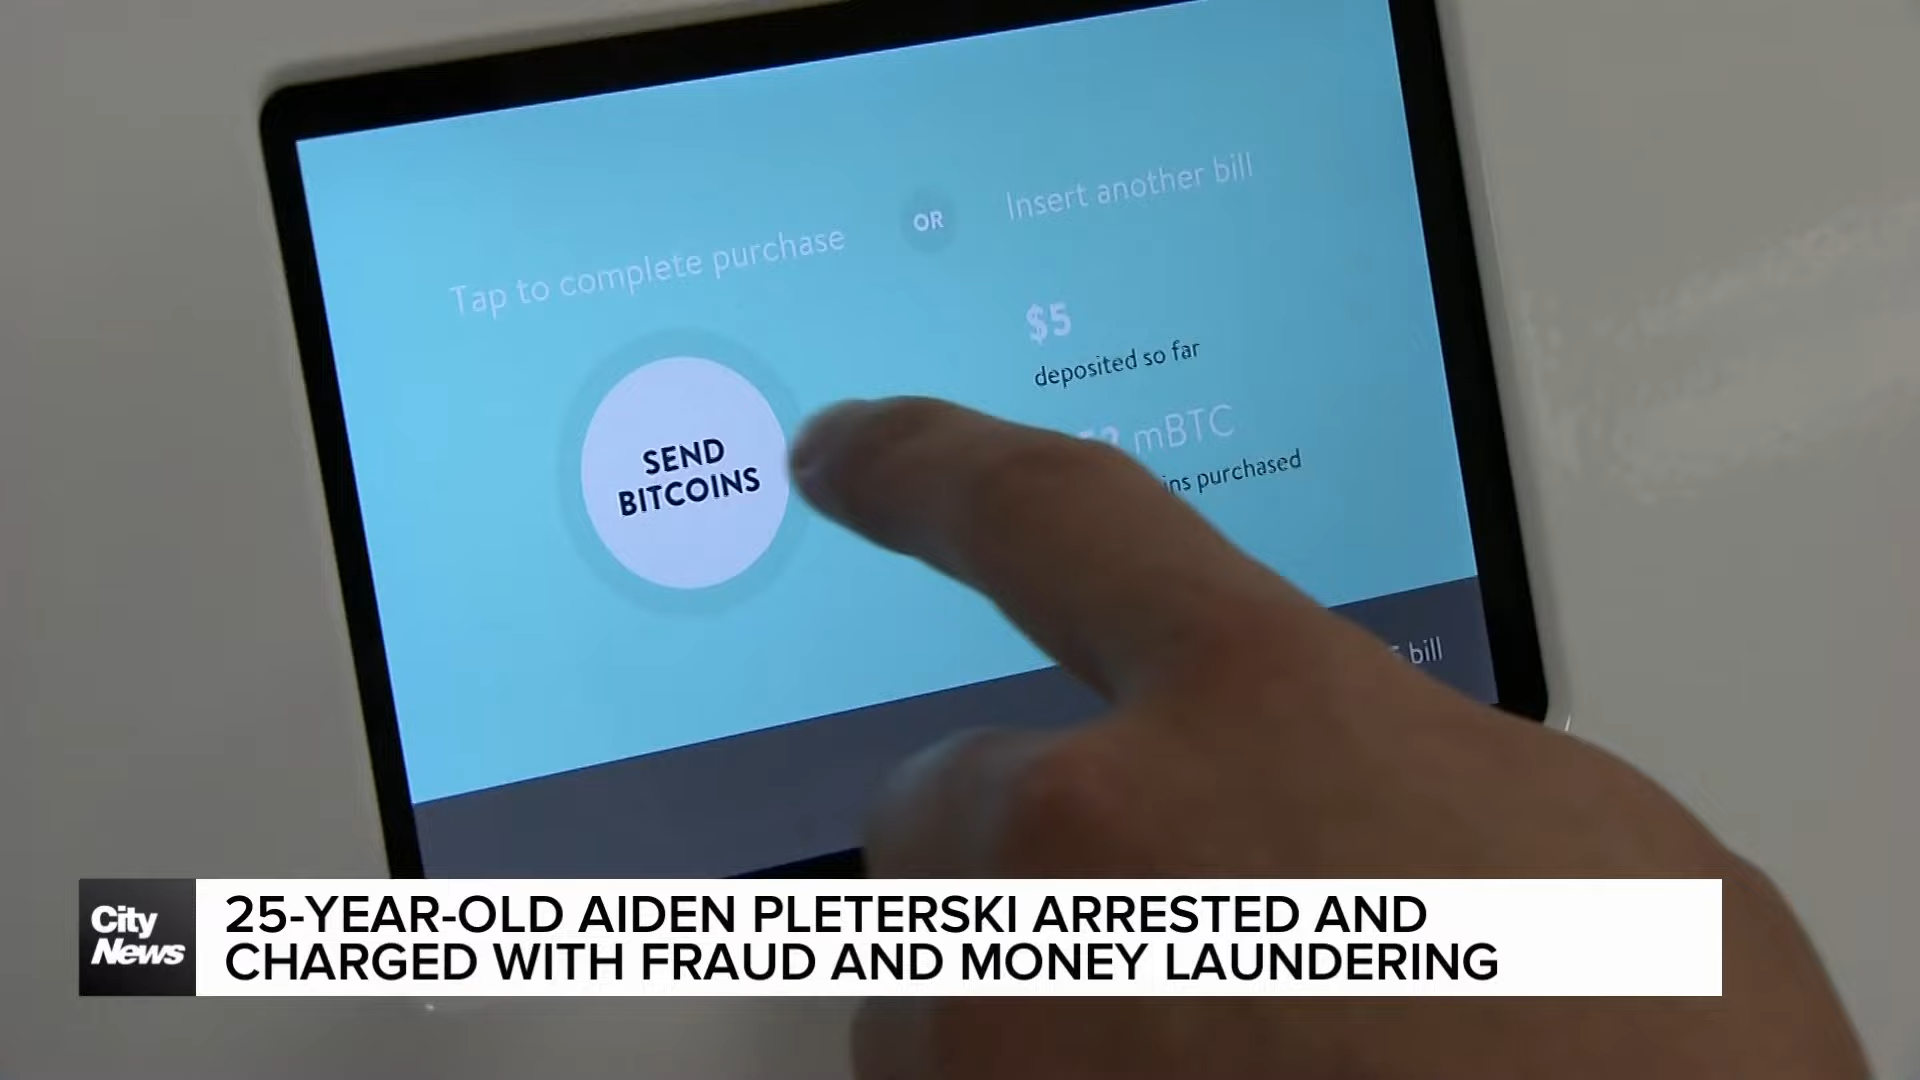 Tap to complete purchase
OR
Insert another bill
$5
deposited so far
mBTC
purchased
SEND
BITCOINS
bill
City
News
25-YEAR-OLD AIDEN PLETERSKI ARRESTED AND
CHARGED WITH FRAUD AND MONEY LAUNDERING